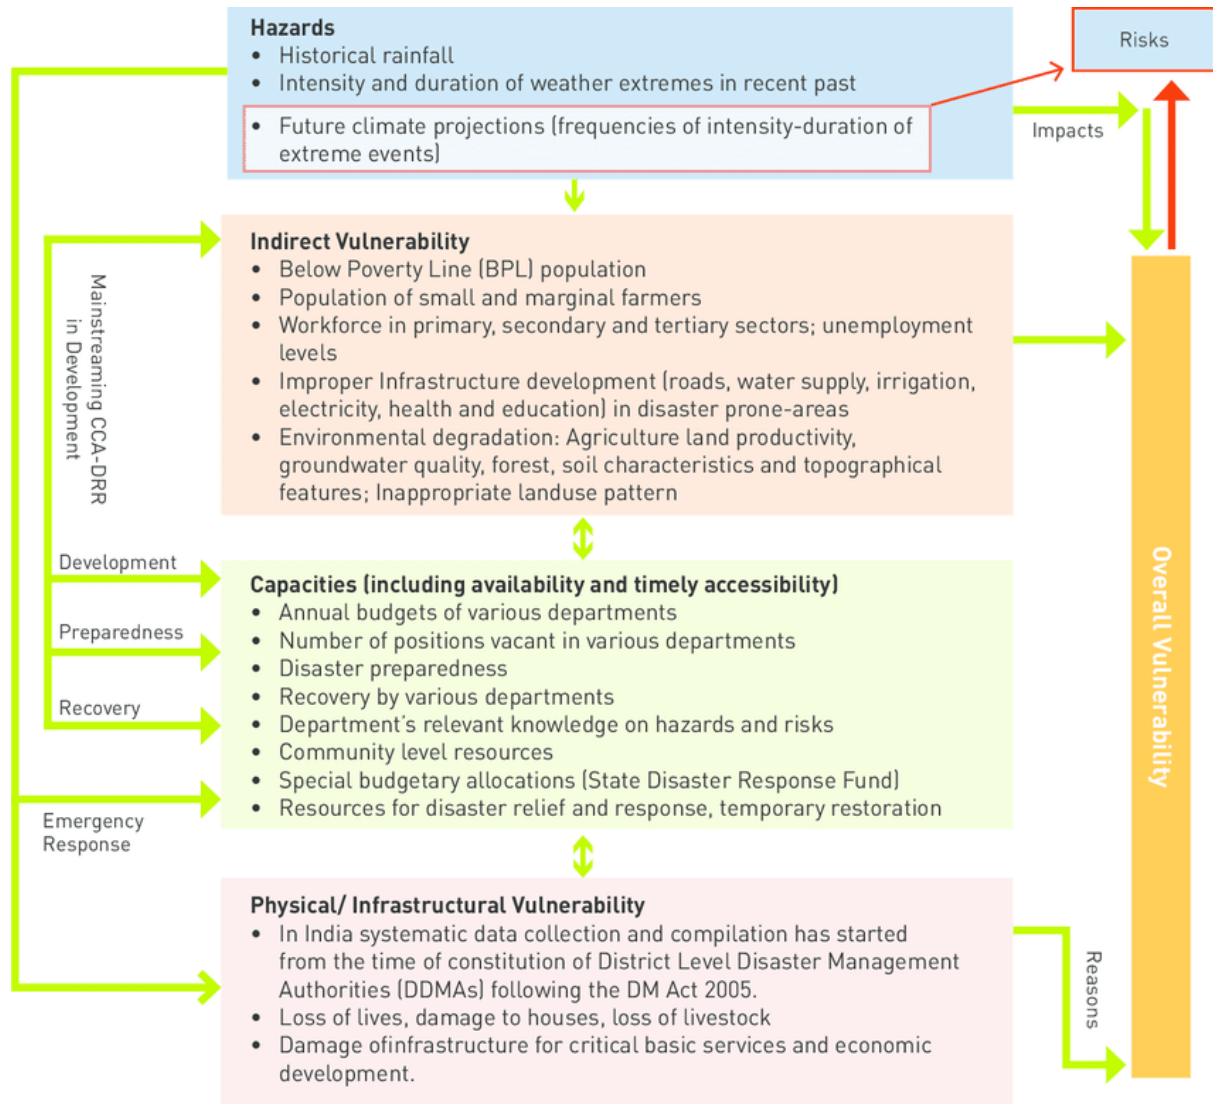 Hazards
• Historical rainfall
• Intensity and duration of weather extremes in recent past
• Future climate projections (frequencies of intensity-duration of
extreme events)
Risks
Impacts
Indirect Vulnerability
• Below Poverty Line (BPL) population
• Population of small and marginal farmers
• Workforce in primary, secondary and tertiary sectors; unemployment
levels
• Improper Infrastructure development (roads, water supply, irrigation,
electricity, health and education) in disaster prone-areas
• Environmental degradation: Agriculture land productivity,
groundwater quality, forest, soil characteristics and topographical
features; Inappropriate landuse pattern
Mainstreaming CCA-DRR
in Development
Development
Preparedness
Recovery
Emergency
Response
Capacities (including availability and timely accessibility)
• Annual budgets of various departments
• Number of positions vacant in various departments
• Disaster preparedness
• Recovery by various departments
• Department's relevant knowledge on hazards and risks
• Community level resources
• Special budgetary allocations (State Disaster Response Fund)
• Resources for disaster relief and response, temporary restoration
Overall Vulnerability
Physical/ Infrastructural Vulnerability
• In India systematic data collection and compilation has started
from the time of constitution of District Level Disaster Management
Authorities (DDMAs) following the DM Act 2005.
• Loss of lives, damage to houses, loss of livestock
• Damage ofinfrastructure for critical basic services and economic
development.
Reasons